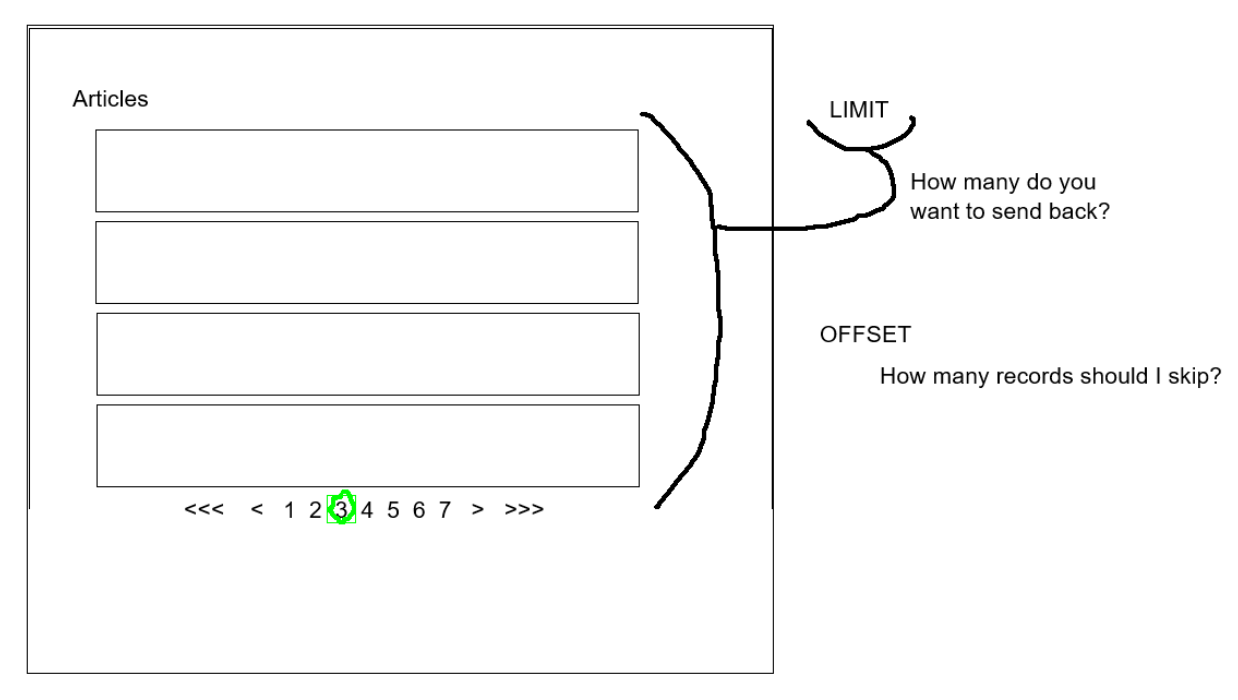 Articles
LIMIT
How many do you
want to send back?
OFFSET
How many records should I skip?
<<< < 1 2 3 4 5 6 7 > >>>